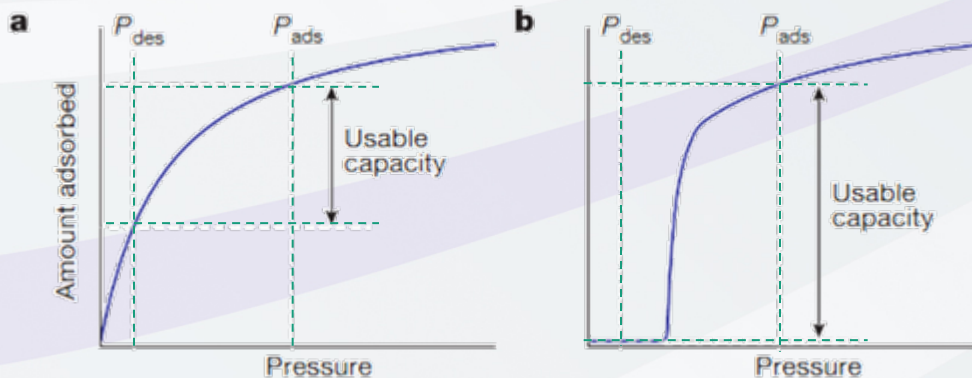 a
P des
P ads
Amount adsorbed
Usable
capacity
Pressure
b
P des
P ads
Usable
capacity
Pressure